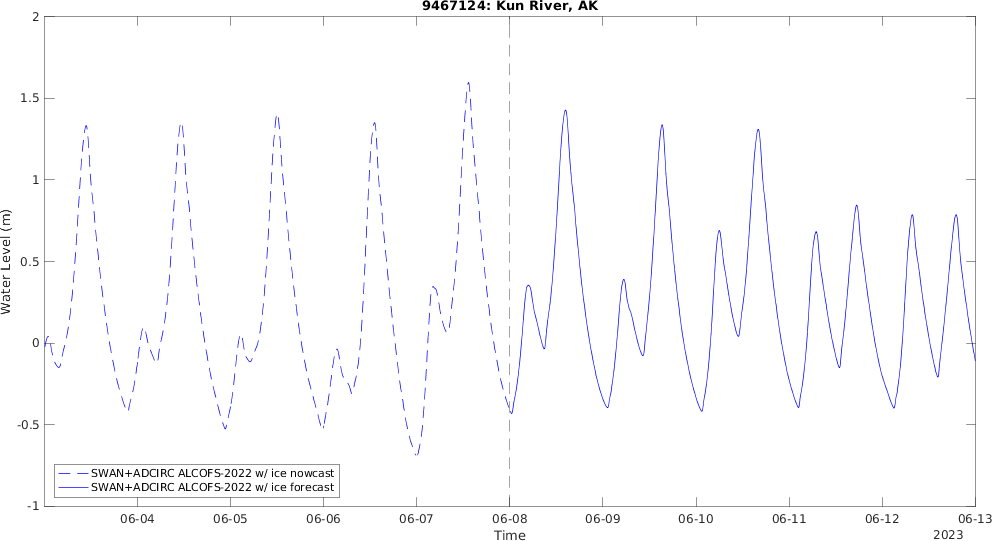 9467124: Kun River, AK
Water Level (m)
2
1.5
1
0.5
0
-0.5
-1
SWAN+ADCIRC ALCOFS-2022 w/ ice nowcast
SWAN+ADCIRC ALCOFS-2022 w/ ice forecast
06-04 06-05 06-06 06-07 06-08 06-09 06-10 06-11 06-12 06-13
Time
2023